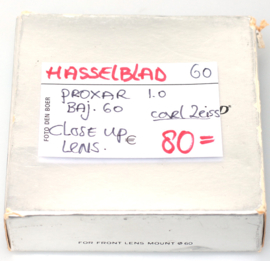 HASSELBLAD 60
PROXAR 1.0
BAJ. 60 carl Zeiss
CLOSE UP
LENS. € 80=
FOTO DEN BOER
FOR FRONT LENS MOUNT ø 60